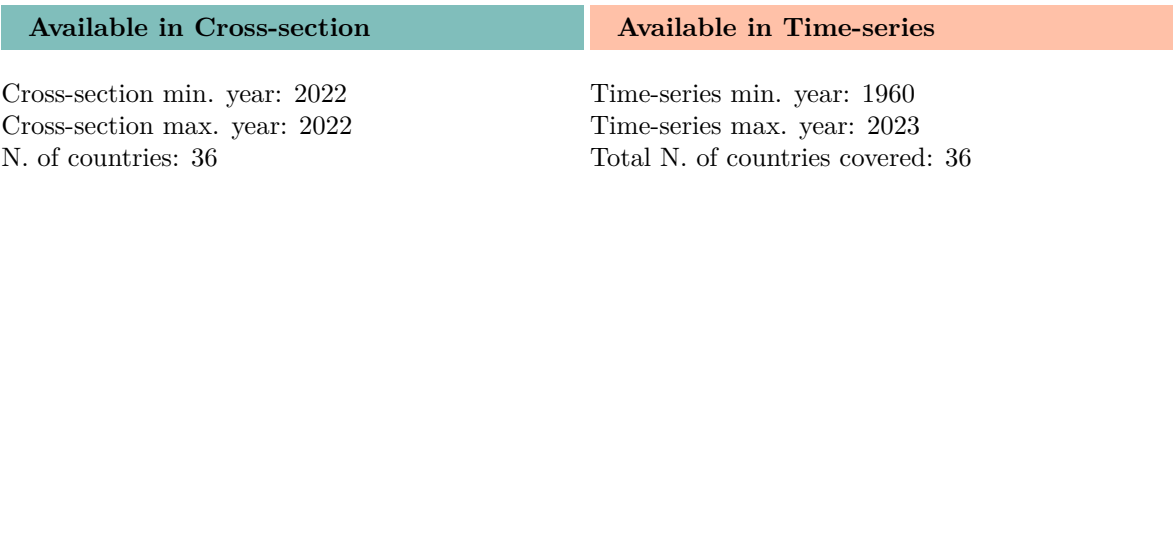 Available in Cross-section
Cross-section min. year: 2022
Cross-section max. year: 2022
N. of countries: 36
Available in Time-series
Time-series min. year: 1960
Time-series max. year: 2023
Total N. of countries covered: 36